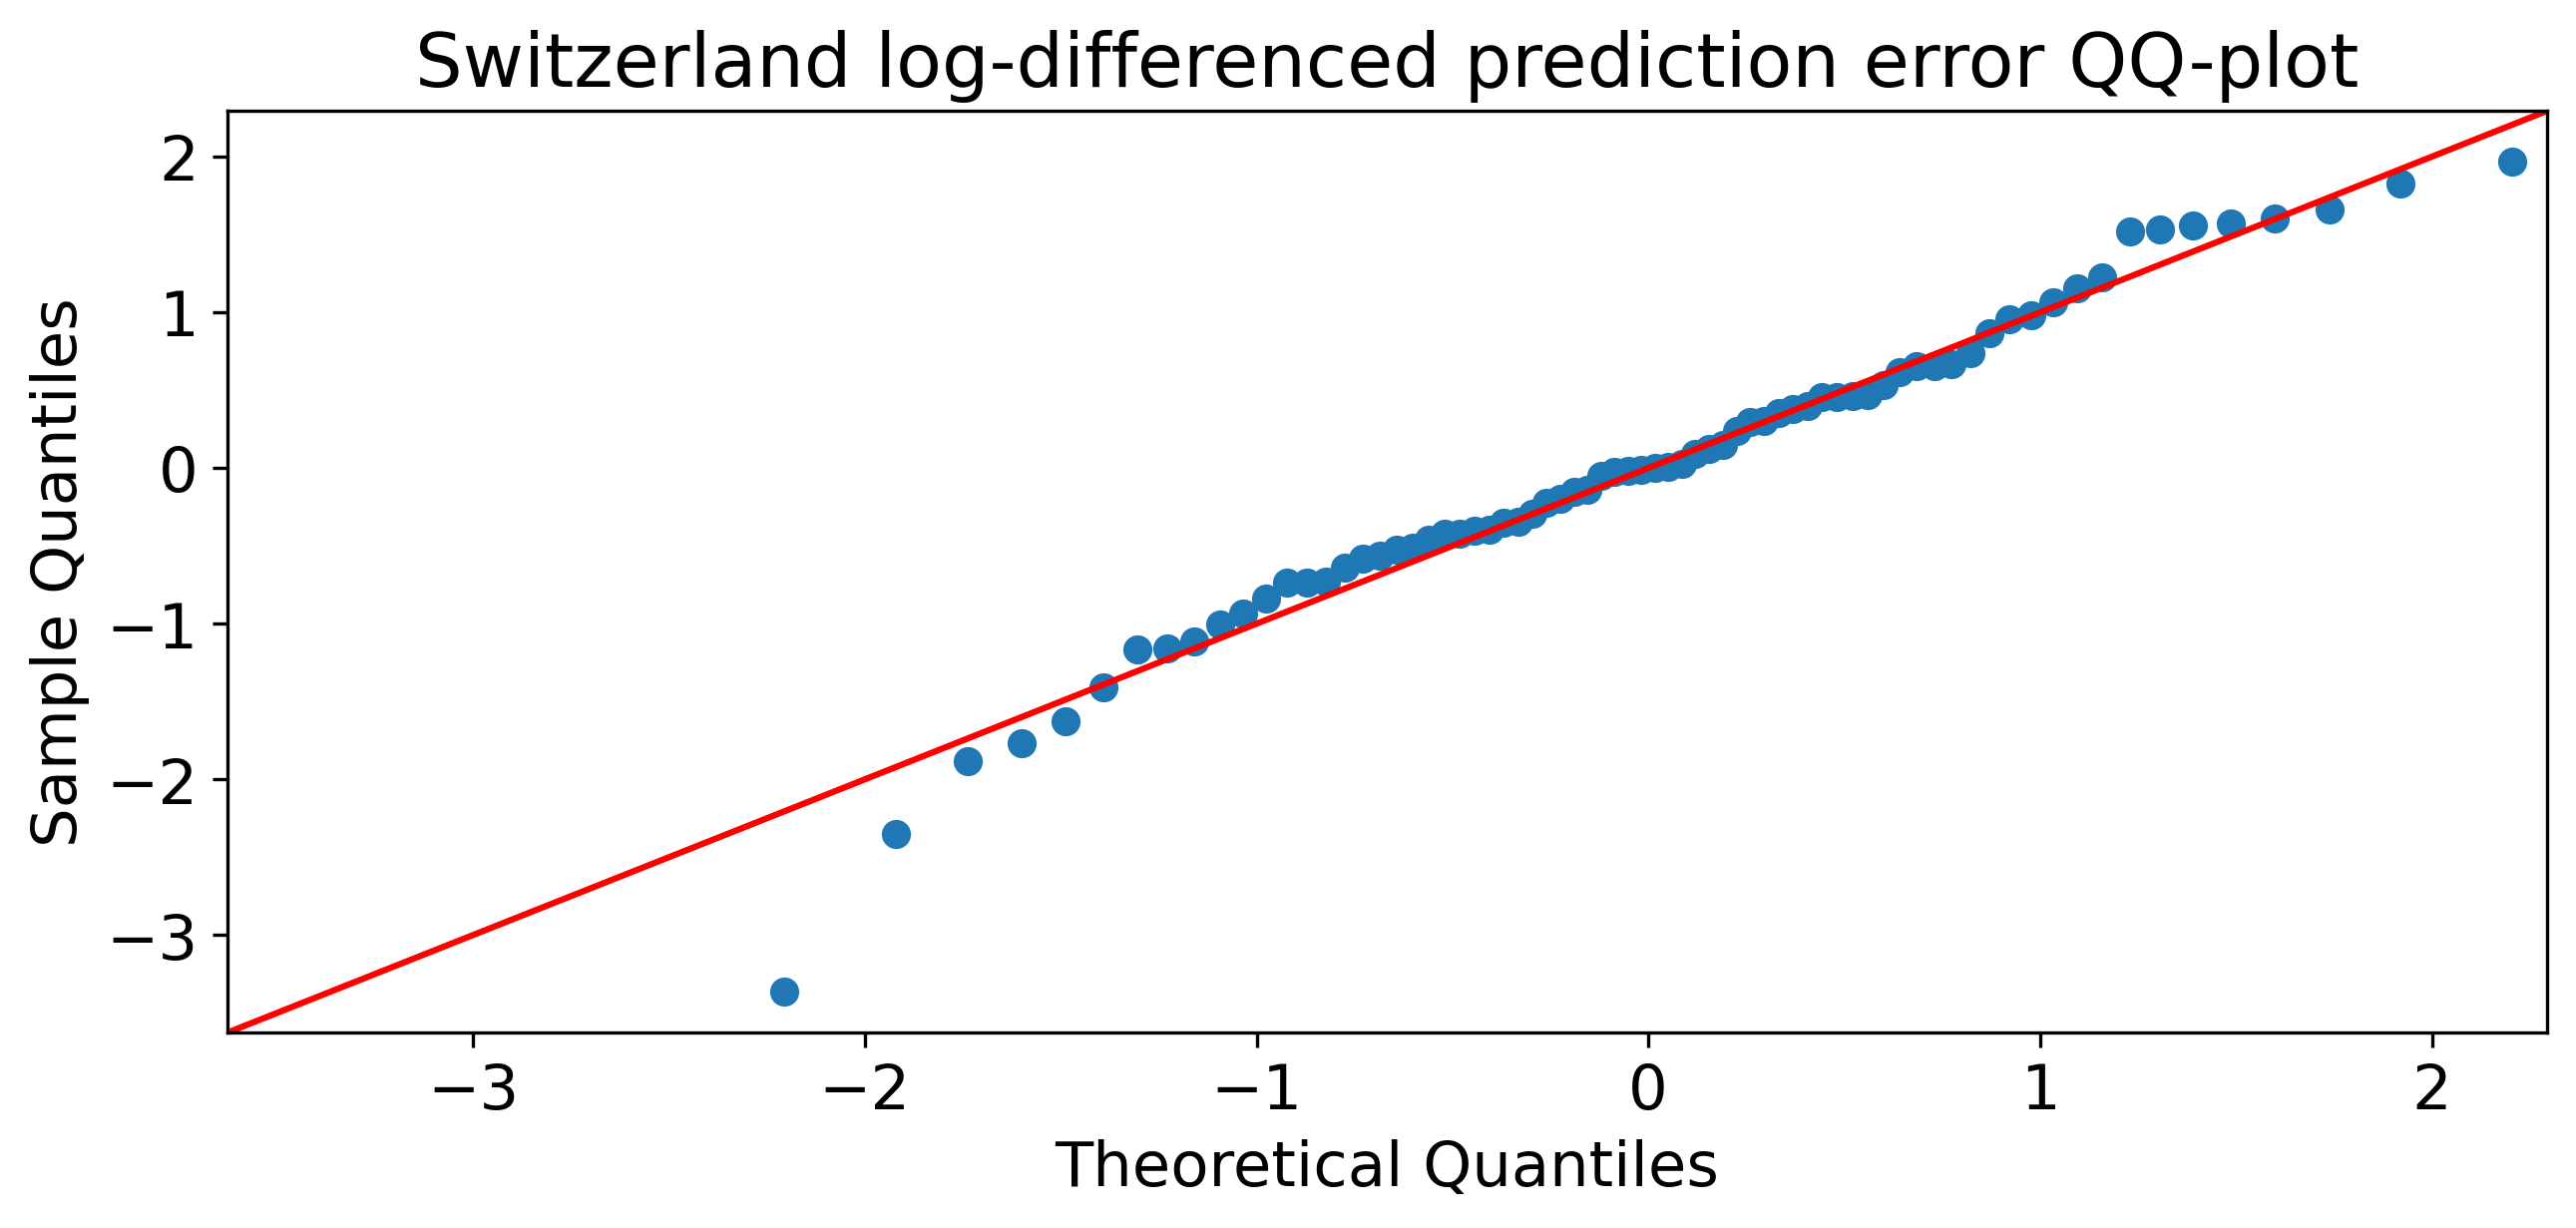 Switzerland log-differenced prediction error QQ-plot
2
1
0
−1
−2
−3
Sample Quantiles
−3 −2 −1 0 1 2
Theoretical Quantiles